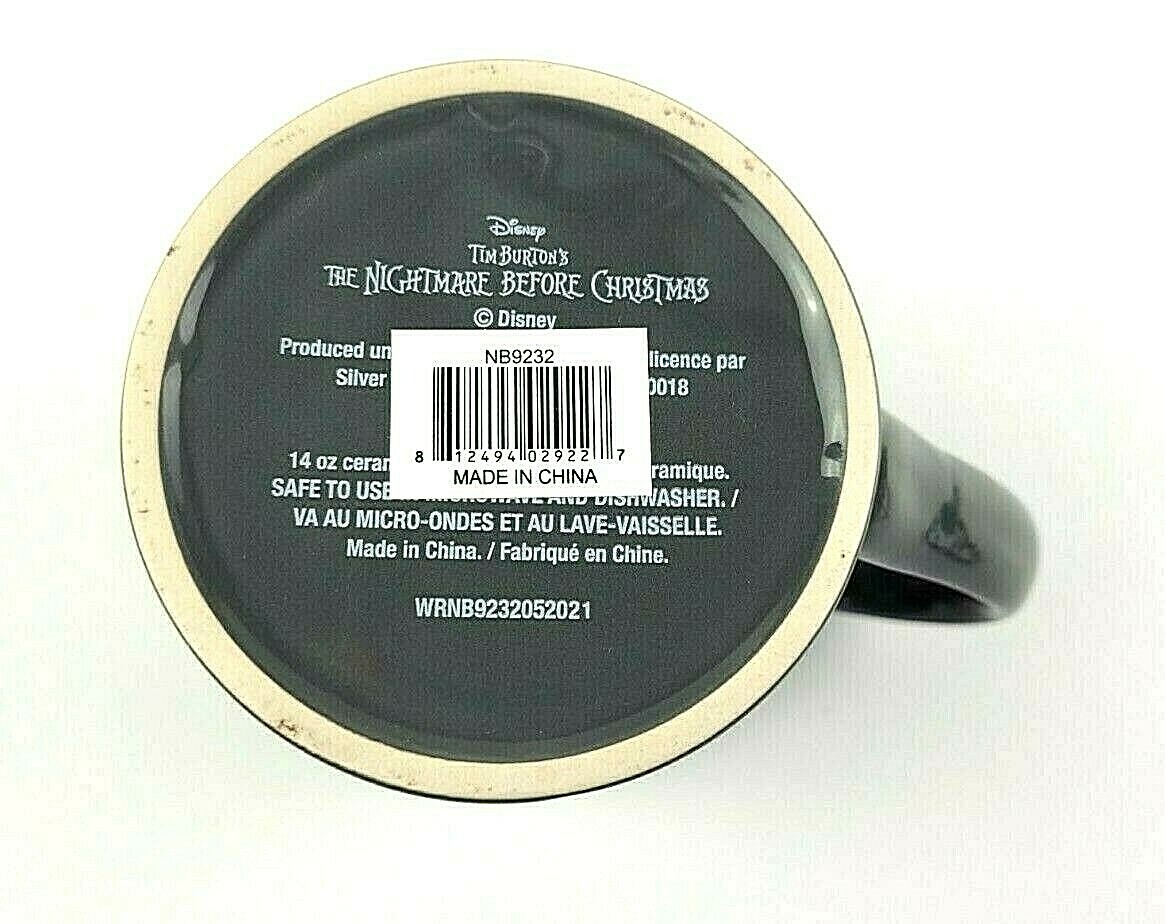 Disney
TIM BURTON'S
THE NIGHTMARE BEFORE CHRISTMAS
© Disney
Produced un licence par
Silver 0018
NB9232
8 12494 02922 7
MADE IN CHINA
14 oz ceram ramique.
SAFE TO USE MICROWAVE AND DISHWASHER. /
VA AU MICRO-ONDES ET AU LAVE-VAISSELLE.
Made in China. / Fabriqué en Chine.
WRNB9232052021